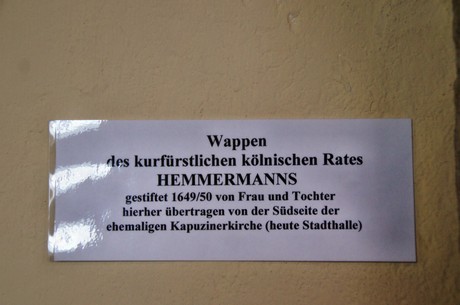 Wappen
des kurfürstlichen kölnischen Rates
HEMMERMANNS
gestiftet 1649/50 von Frau und Tochter
hierher übertragen von der Südseite der
ehemaligen Kapuzinerkirche (heute Stadthalle)